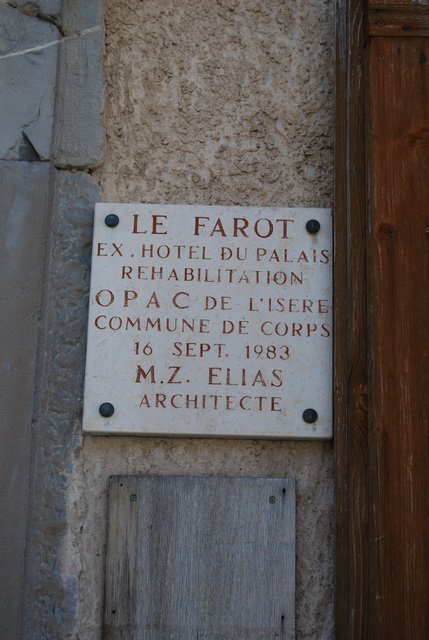 LE FAROT
EX. HOTEL DU PALAIS
REHABILITATION
OPAC DE L'ISERE
COMMUNE DE CORPS
16 SEPT. 1983
M.Z. ELIAS
ARCHITECTE